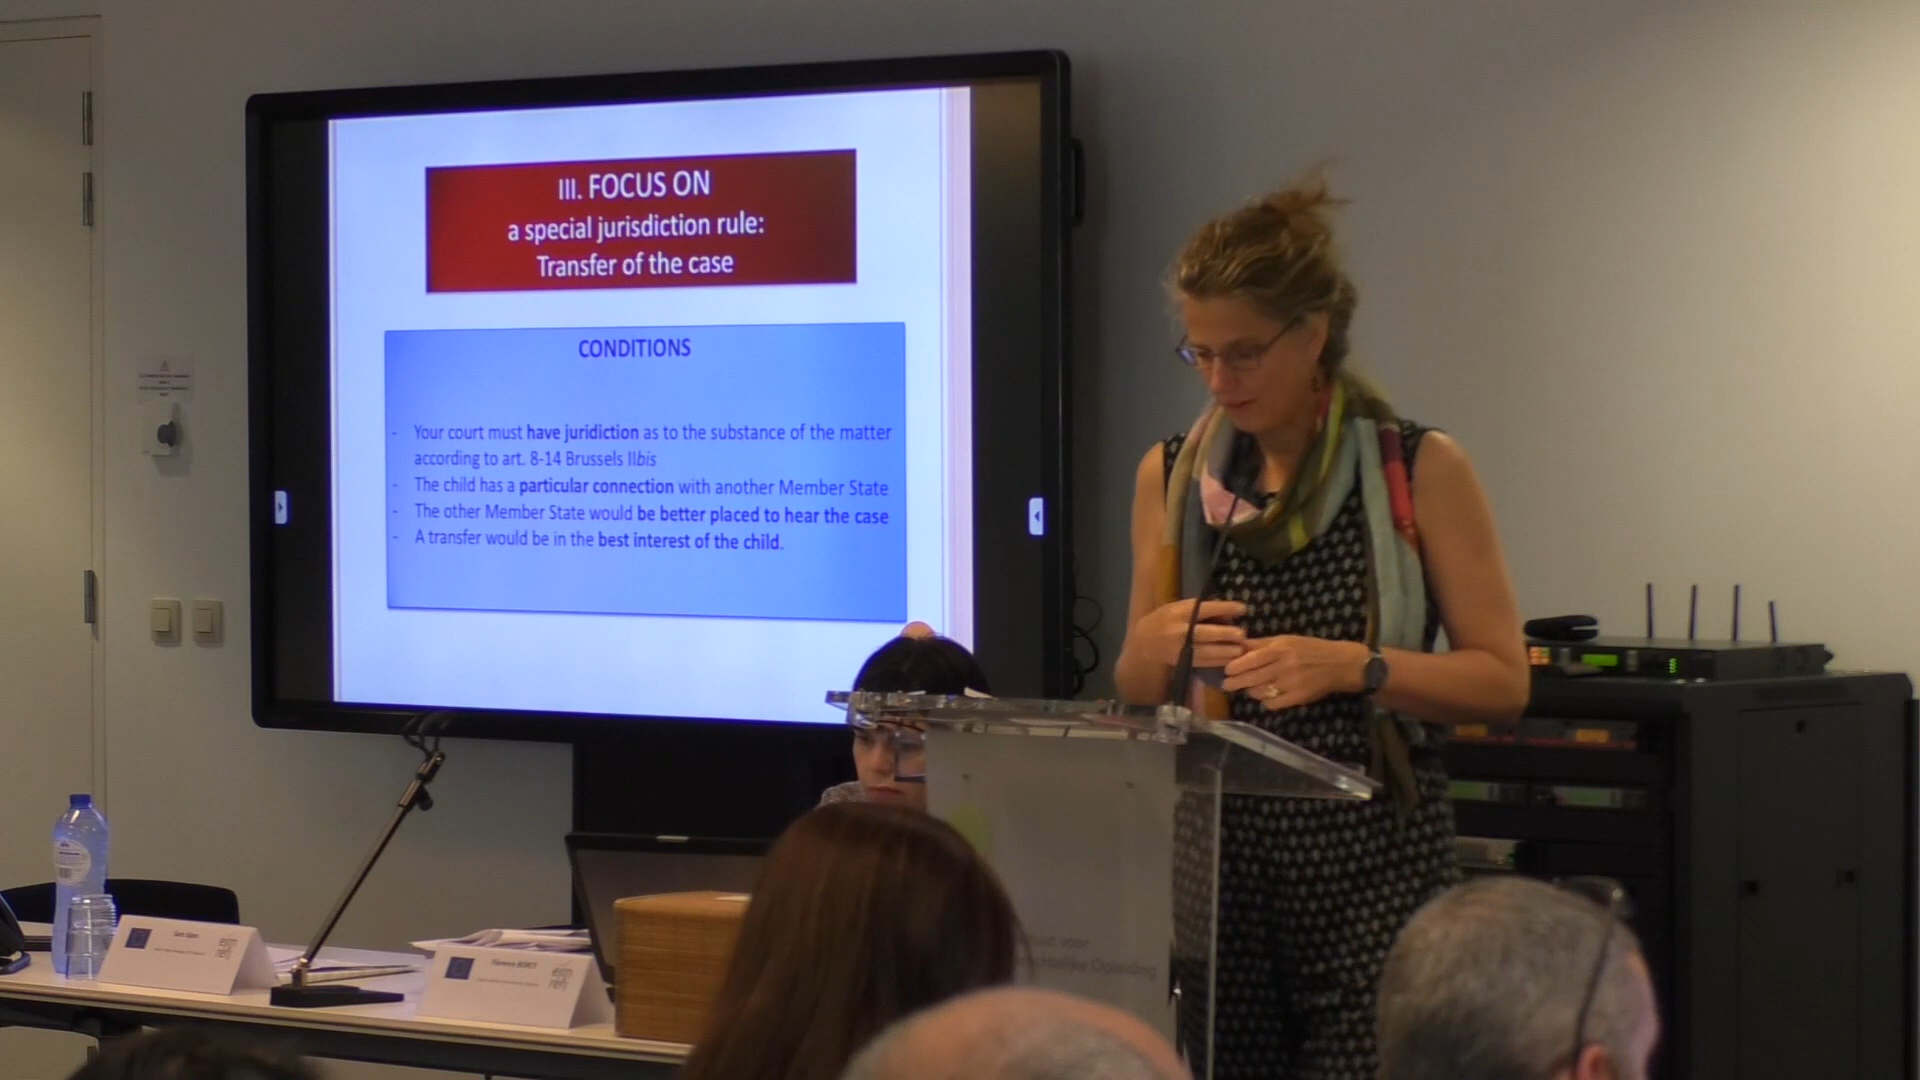 III. FOCUS ON
a special jurisdiction rule:
Transfer of the case
CONDITIONS
- Your court must have juridiction as to the substance of the matter
according to art. 8-14 Brussels IIbis
- The child has a particular connection with another Member State
- The other Member State would be better placed to hear the case
- A transfer would be in the best interest of the child.
Florence